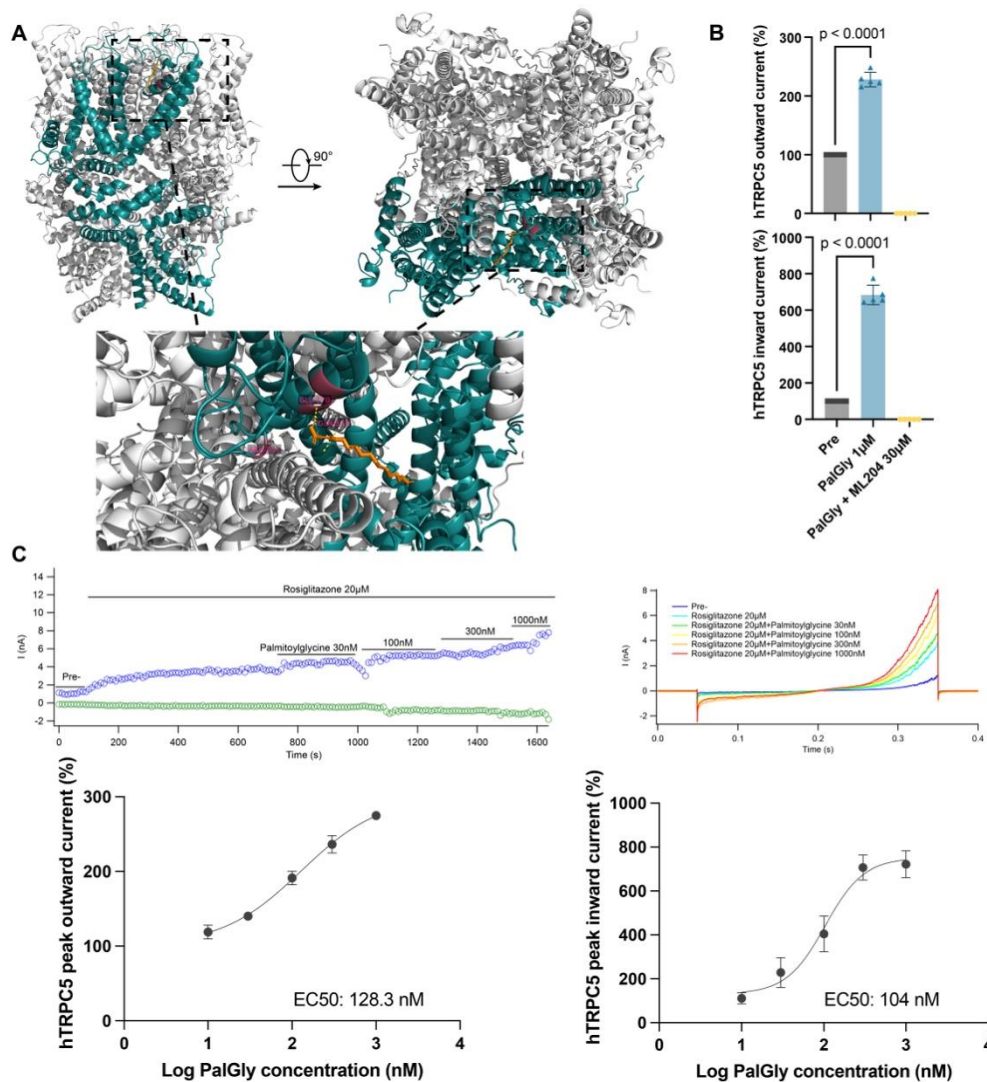 A
90°
B
p < 0.0001
hTRPC5 outward current (%)
300
200
100
0
p < 0.0001
hTRPC5 inward current (%)
800
600
400
200
0
Pre
PalGly 1µM
PalGly + ML204 30µM
C
I (nA)
14
12
10
8
6
4
2
0
-2
Rosiglitazone 20µM
Pre-
Palmitoylglycine 30nM
100nM
300nM
1000nM
0 200 400 600 800 1000 1200 1400 1600
Time (s)
I (nA)
8
6
4
2
0
-2
Pre-
Rosiglitazone 20µM
Rosiglitazone 20µM+Palmitoylglycine 30nM
Rosiglitazone 20µM+Palmitoylglycine 100nM
Rosiglitazone 20µM+Palmitoylglycine 300nM
Rosiglitazone 20µM+Palmitoylglycine 1000nM
0.0 0.1 0.2 0.3 0.4
Time (s)
hTRPC5 peak outward current (%)
300
200
100
0
EC50: 128.3 nM
0 1 2 3 4
Log PalGly concentration (nM)
hTRPC5 peak inward current (%)
1000
800
600
400
200
0
EC50: 104 nM
0 1 2 3 4
Log PalGly concentration (nM)